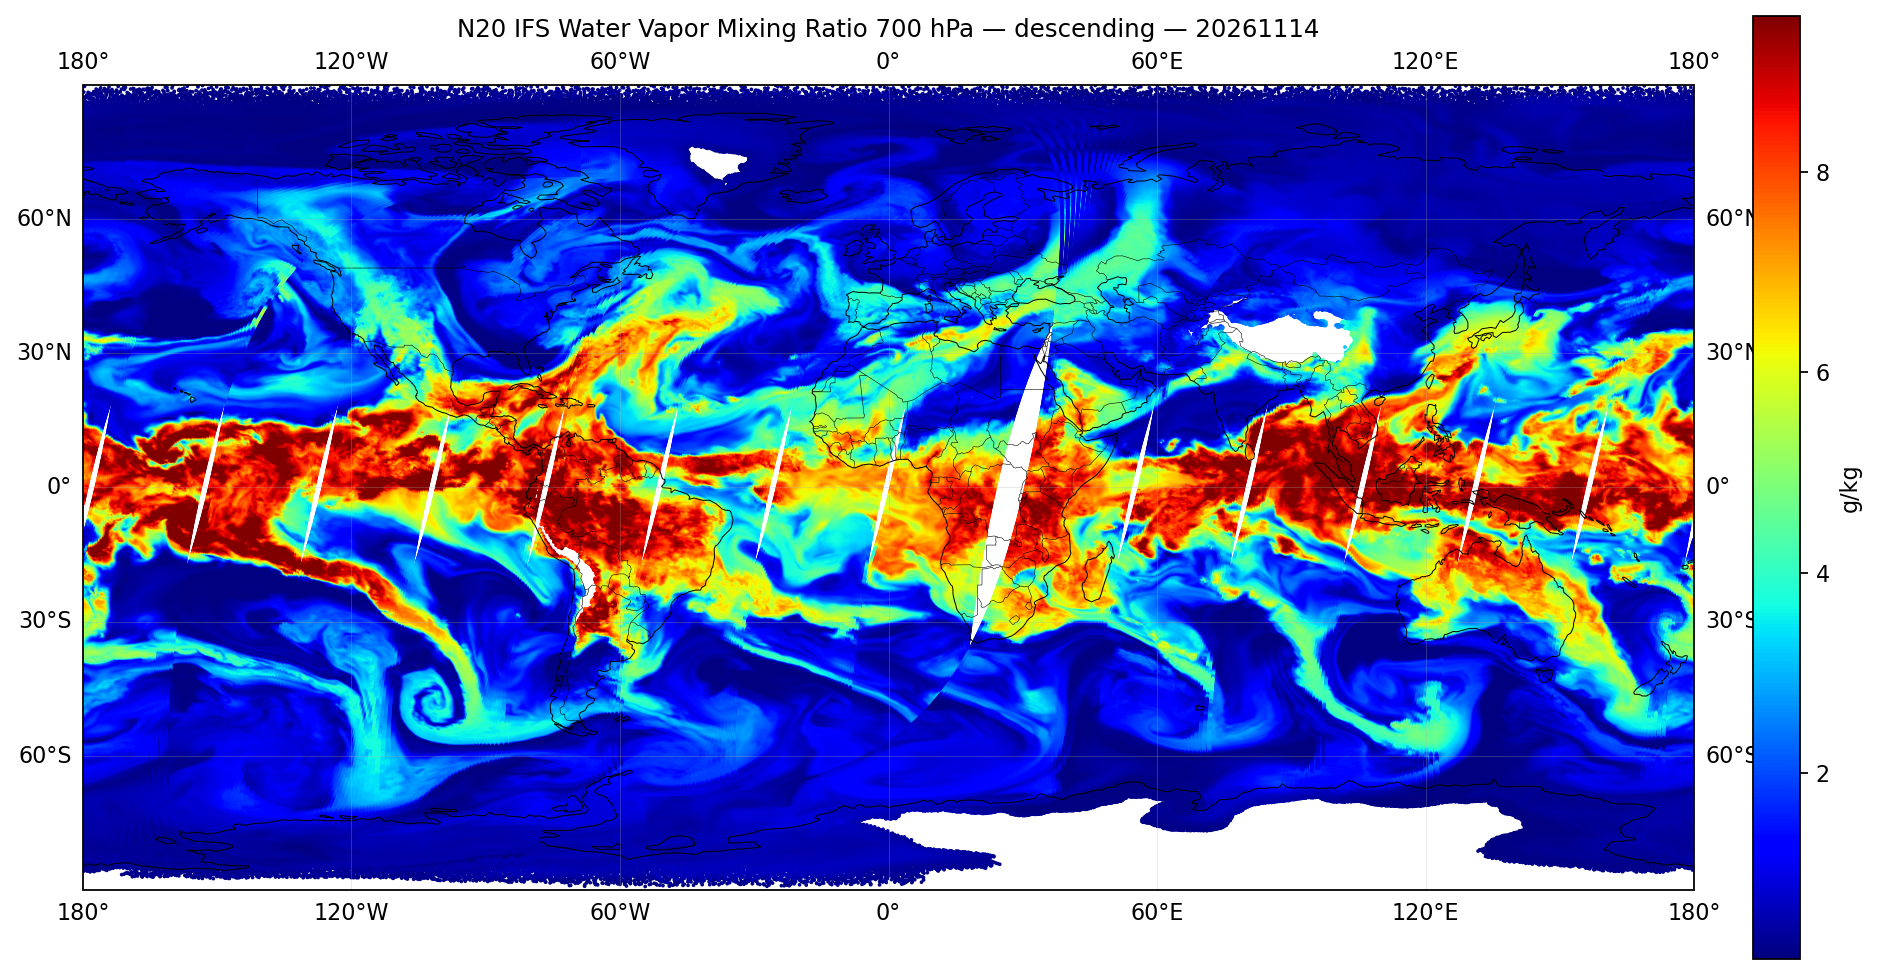 N20 IFS Water Vapor Mixing Ratio 700 hPa — descending — 20261114
180° 120°W 60°W 0° 60°E 120°E 180°
60°N 60°N
30°N 30°N
0° 0°
30°S 30°S
60°S 60°S
180° 120°W 60°W 0° 60°E 120°E 180°
8
6
4
2
g/kg